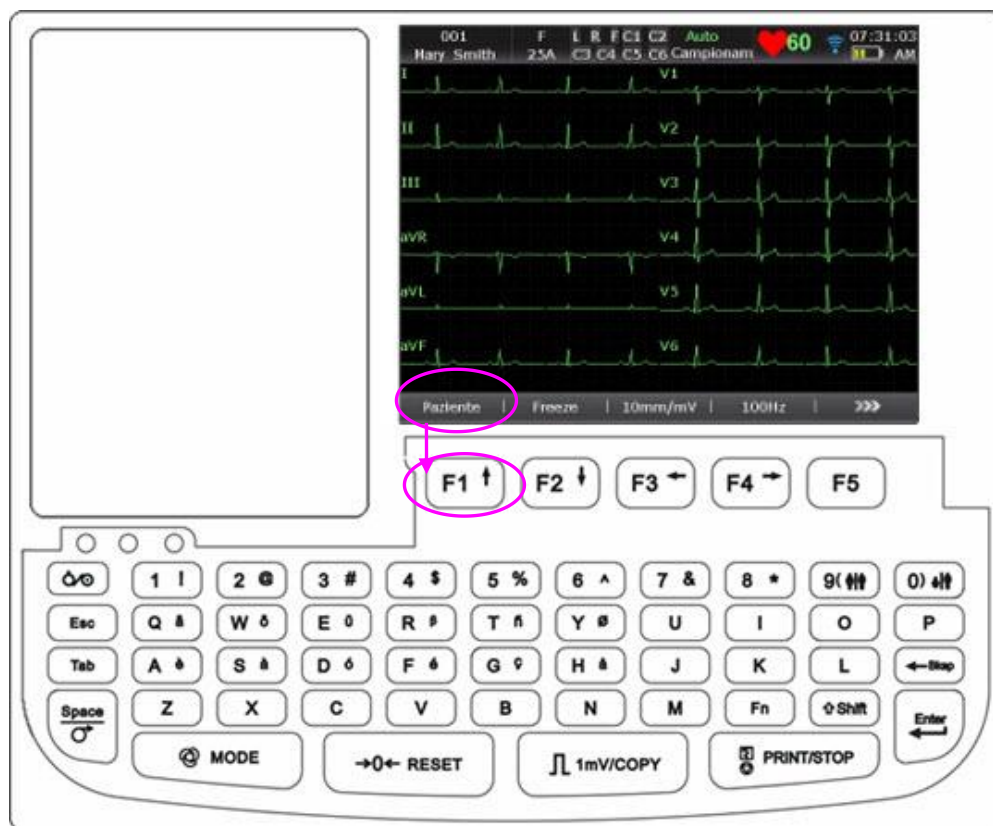 001 F L R F C1 C2 Auto 60 07:31:03
Mary Smith 25A C3 C4 C5 C6 Campionam AM
I V1
II V2
III V3
aVR V4
aVL V5
aVF V6
Paziente | Freeze | 10mm/mV | 100Hz | >>>
F1 ↑ F2 ↓ F3 ← F4 → F5
1 ! 2 @ 3 # 4 $ 5 % 6 ^ 7 & 8 * 9( 0)
Esc Q W E R T Y ø U I O P
Tab A S D F G H J K L ←Bksp
Space Z X C V B N M Fn ⇧Shift Enter
MODE →0← RESET 1mV/COPY PRINT/STOP